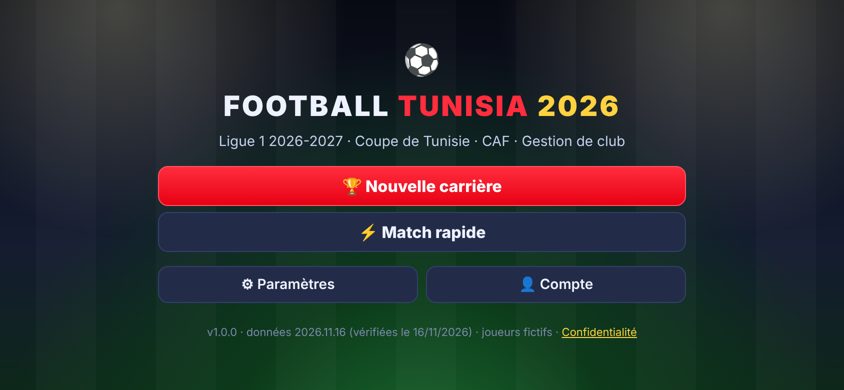 FOOTBALL TUNISIA 2026
Ligue 1 2026-2027 · Coupe de Tunisie · CAF · Gestion de club
🏆 Nouvelle carrière
⚡ Match rapide
⚙ Paramètres
👤 Compte
v1.0.0 · données 2026.11.16 (vérifiées le 16/11/2026) · joueurs fictifs · Confidentialité